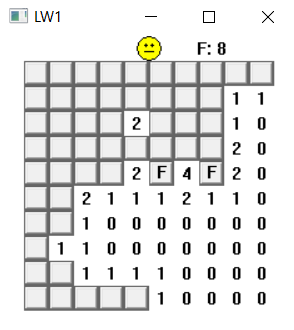 LW1
F: 8
1 1
2 1 0
2 0
2 F 4 F 2 0
2 1 1 1 2 1 1 0
1 0 0 0 0 0 0 0
1 1 0 0 0 0 0 0 0
1 1 1 1 0 0 0 0
1 0 0 0 0